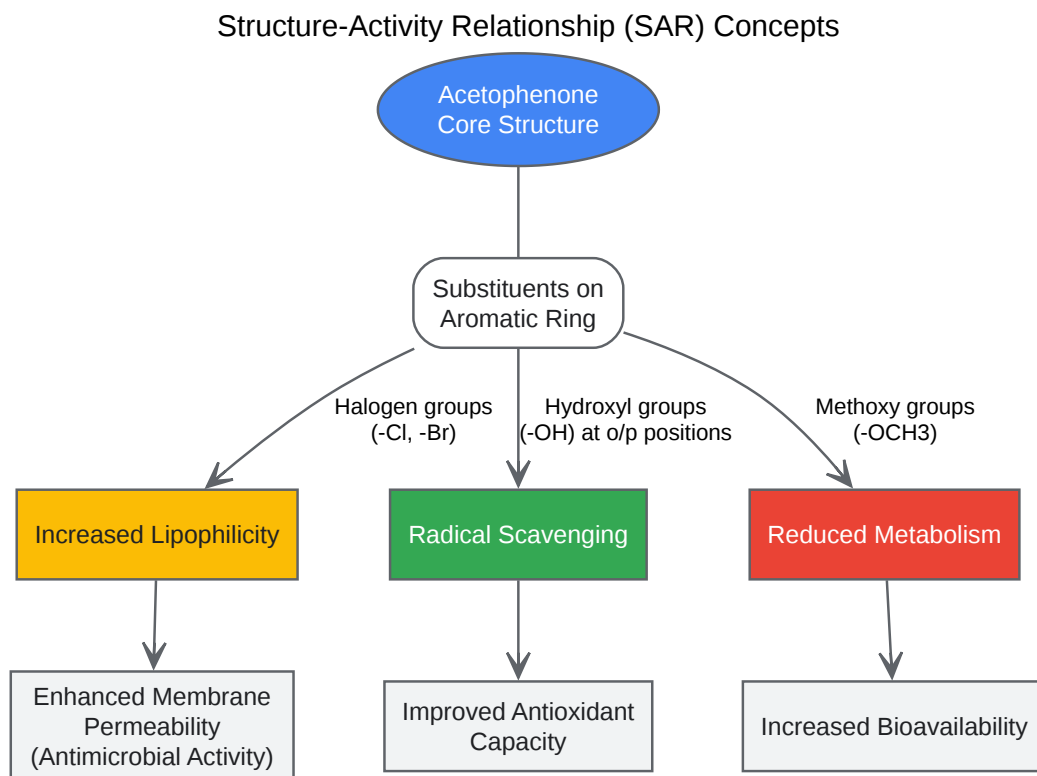 Structure-Activity Relationship (SAR) Concepts
Acetophenone
Core Structure
Substituents on
Aromatic Ring
Halogen groups
(-Cl, -Br)
Hydroxyl groups
(-OH) at o/p positions
Methoxy groups
(-OCH3)
Increased Lipophilicity
Radical Scavenging
Reduced Metabolism
Enhanced Membrane
Permeability
(Antimicrobial Activity)
Improved Antioxidant
Capacity
Increased Bioavailability